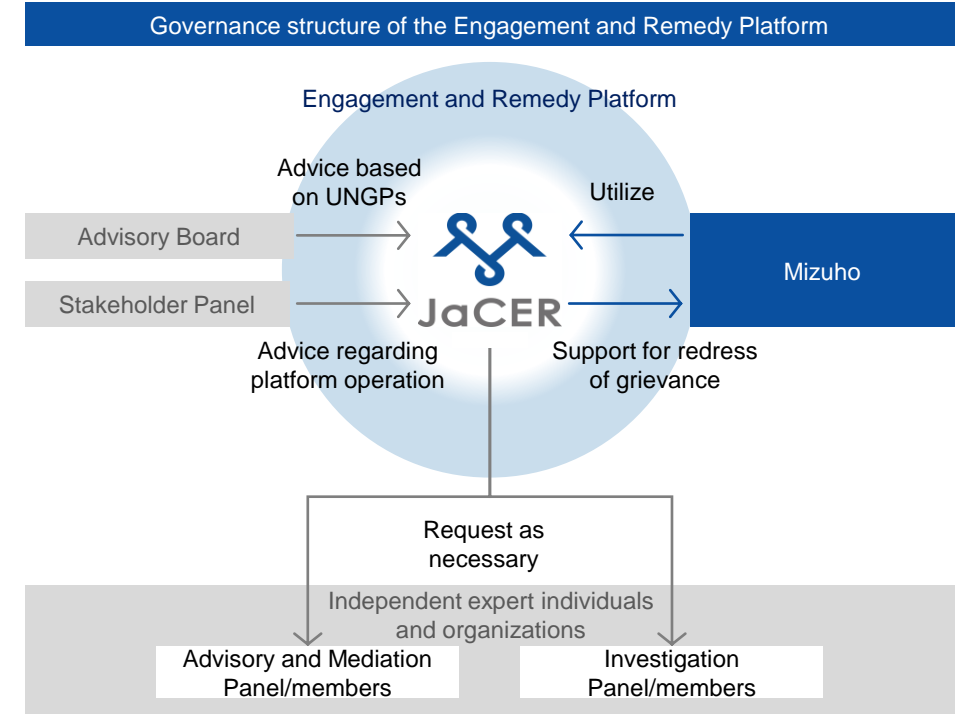 Governance structure of the Engagement and Remedy Platform
Engagement and Remedy Platform
Advice based
on UNGPs
Utilize
Advisory Board
Mizuho
Stakeholder Panel
JaCER
Advice regarding
platform operation
Support for redress
of grievance
Request as
necessary
Independent expert individuals
and organizations
Advisory and Mediation
Panel/members
Investigation
Panel/members